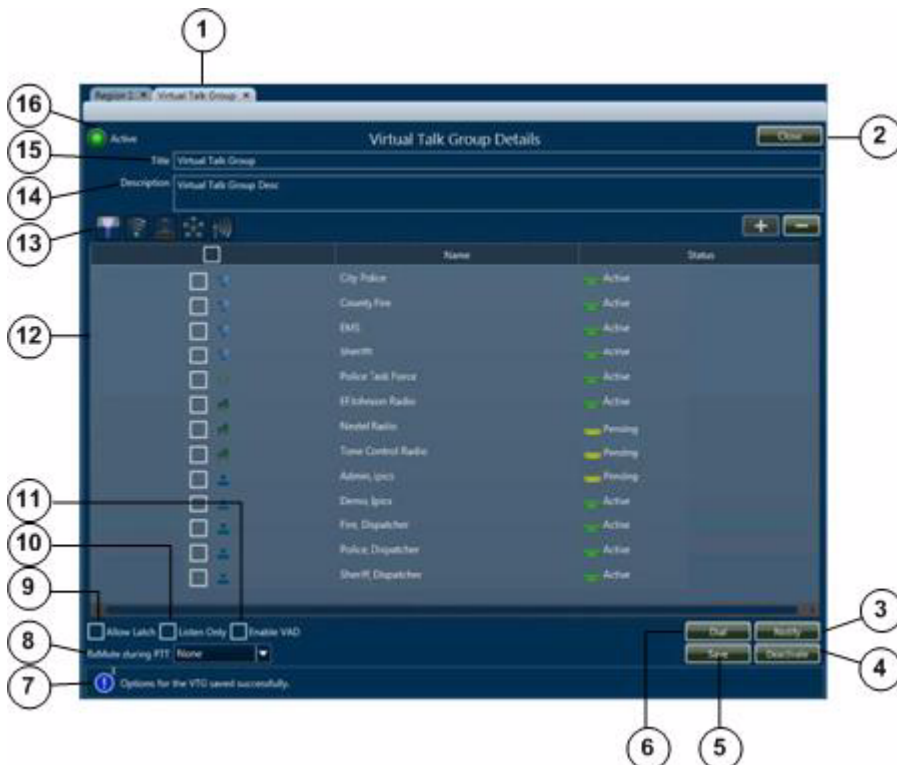 1
Region 1 × Virtual Talk Group ×
16
Active
Virtual Talk Group Details
Close
2
15
Title Virtual Talk Group
14
Description Virtual Talk Group Desc
13
+ −
Name Status
City Police Active
County Fire Active
12
EMS Active
Sheriff Active
Police Task Force Active
EFJohnson Radio Active
Nextel Radio Pending
Tone Control Radio Pending
Admin, ipics Pending
11
Demo, Ipics Active
10
Fire, Dispatcher Active
Police, Dispatcher Active
9
Sheriff, Dispatcher Active
3
Allow Latch Listen Only Enable VAD
Dial Notify
8
RxMute during PTT None
Save Deactivate
4
7
! Options for the VTG saved successfully.
6 5